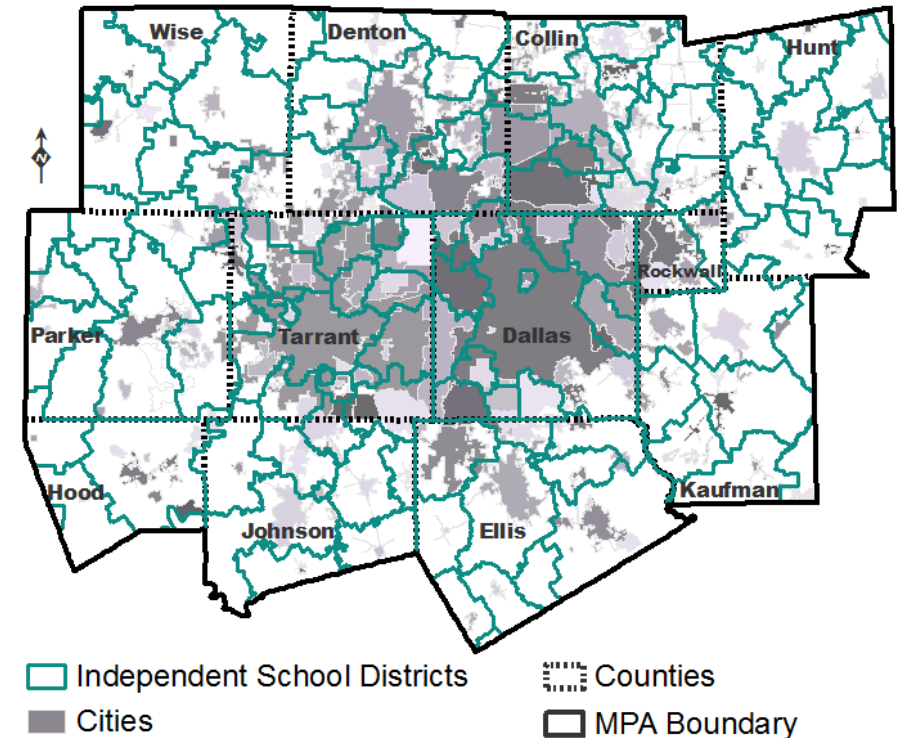 Wise
Denton
Collin
Hunt
N
Rockwall
Parker
Tarrant
Dallas
Hood
Johnson
Ellis
Kaufman
Independent School Districts
Counties
Cities
MPA Boundary